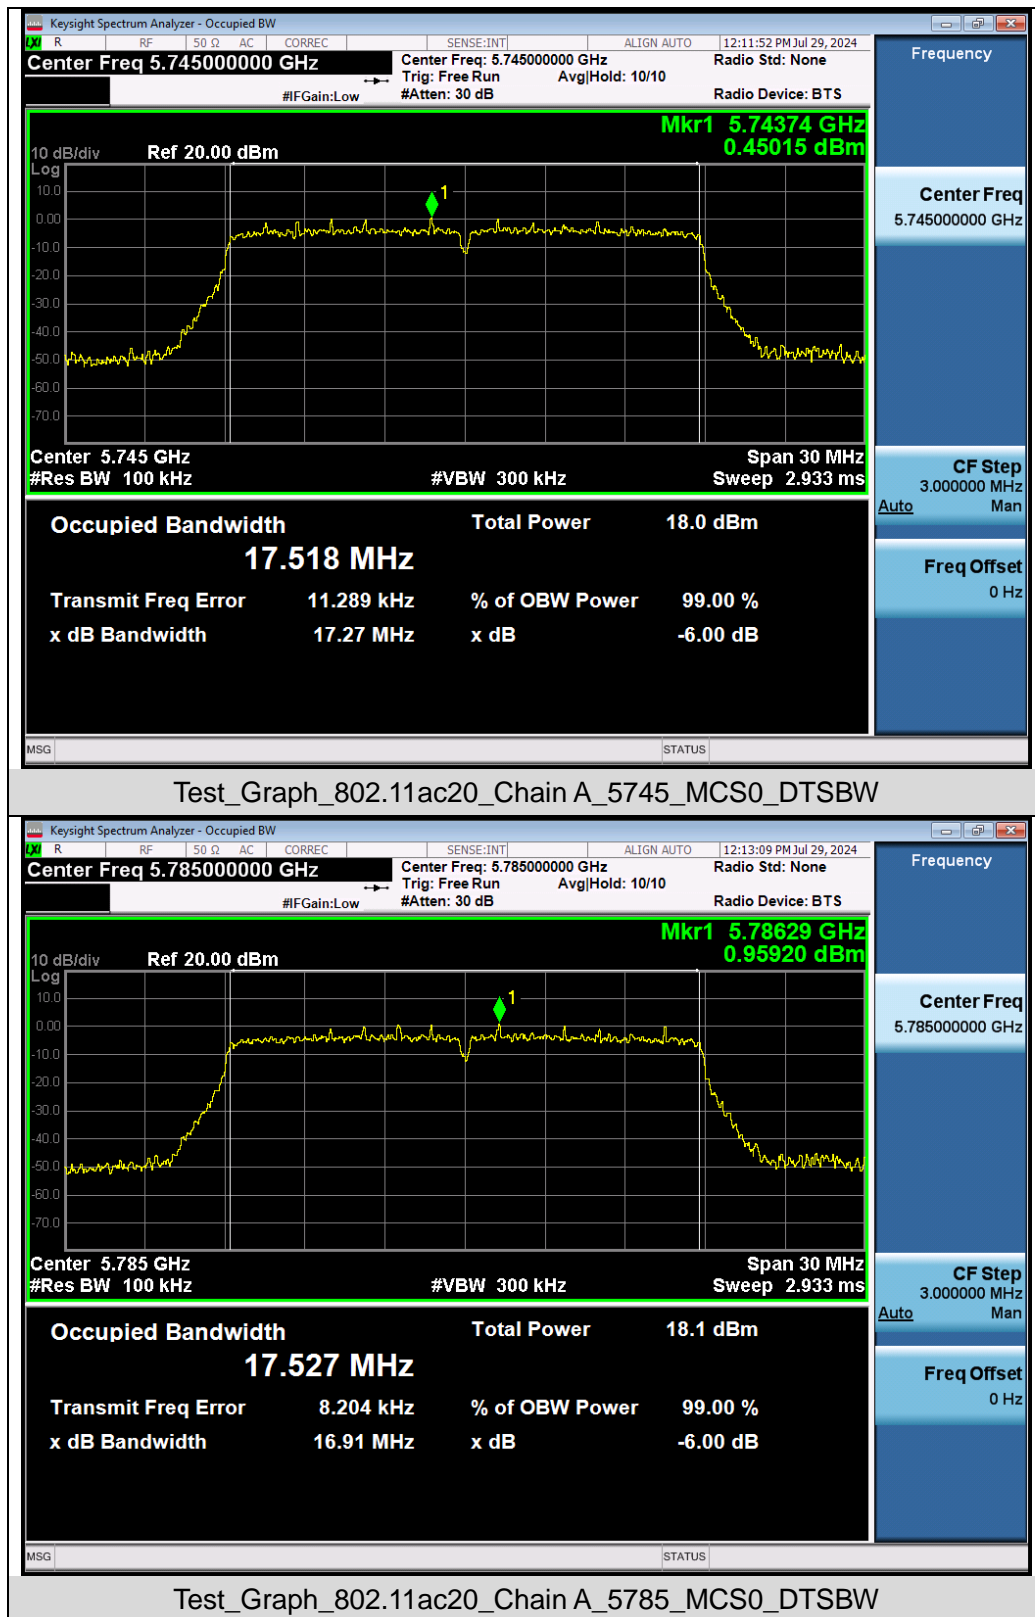 Keysight Spectrum Analyzer - Occupied BW
LXI R RF 50 Ω AC CORREC SENSE:INT ALIGN AUTO 12:11:52 PM Jul 29, 2024
Center Freq 5.745000000 GHz
Center Freq: 5.745000000 GHz Radio Std: None
Trig: Free Run Avg|Hold: 10/10
#IFGain:Low #Atten: 30 dB Radio Device: BTS
Mkr1 5.74374 GHz
0.45015 dBm
10 dB/div Ref 20.00 dBm
Log
10.0
0.00
-10.0
-20.0
-30.0
-40.0
-50.0
-60.0
-70.0
1
Center 5.745 GHz Span 30 MHz
#Res BW 100 kHz #VBW 300 kHz Sweep 2.933 ms
Occupied Bandwidth Total Power 18.0 dBm
17.518 MHz
Transmit Freq Error 11.289 kHz % of OBW Power 99.00 %
x dB Bandwidth 17.27 MHz x dB -6.00 dB
MSG STATUS
Frequency
Center Freq
5.745000000 GHz
CF Step
3.000000 MHz
Auto Man
Freq Offset
0 Hz
Test_Graph_802.11ac20_Chain A_5745_MCS0_DTSBW
Keysight Spectrum Analyzer - Occupied BW
LXI R RF 50 Ω AC CORREC SENSE:INT ALIGN AUTO 12:13:09 PM Jul 29, 2024
Center Freq 5.785000000 GHz
Center Freq: 5.785000000 GHz Radio Std: None
Trig: Free Run Avg|Hold: 10/10
#IFGain:Low #Atten: 30 dB Radio Device: BTS
Mkr1 5.78629 GHz
0.95920 dBm
10 dB/div Ref 20.00 dBm
Log
10.0
0.00
-10.0
-20.0
-30.0
-40.0
-50.0
-60.0
-70.0
1
Center 5.785 GHz Span 30 MHz
#Res BW 100 kHz #VBW 300 kHz Sweep 2.933 ms
Occupied Bandwidth Total Power 18.1 dBm
17.527 MHz
Transmit Freq Error 8.204 kHz % of OBW Power 99.00 %
x dB Bandwidth 16.91 MHz x dB -6.00 dB
MSG STATUS
Frequency
Center Freq
5.785000000 GHz
CF Step
3.000000 MHz
Auto Man
Freq Offset
0 Hz
Test_Graph_802.11ac20_Chain A_5785_MCS0_DTSBW